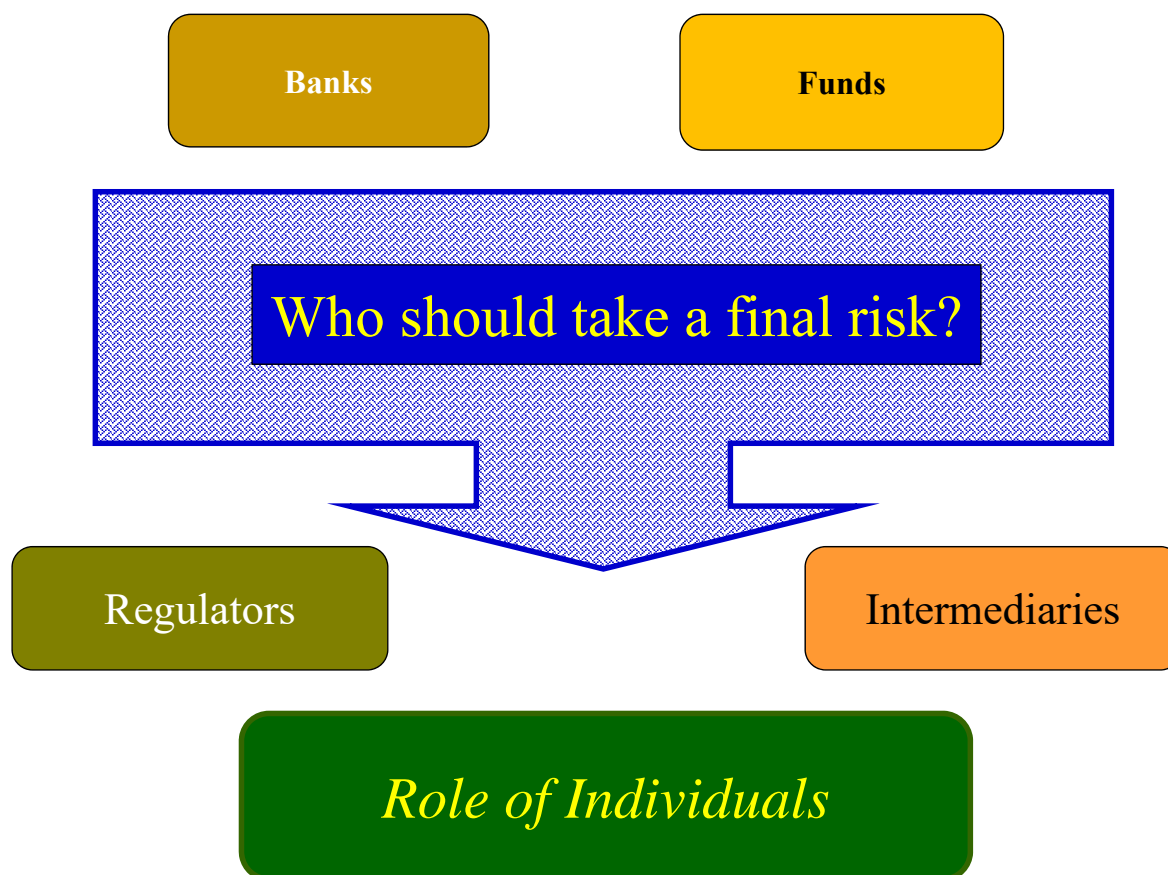 Banks
Funds
Who should take a final risk?
Regulators
Intermediaries
Role of Individuals